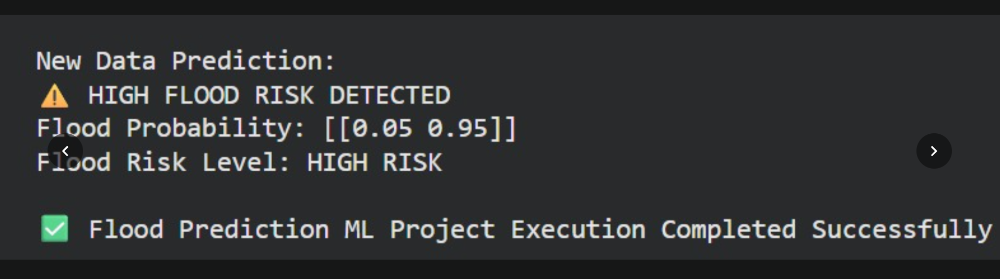 New Data Prediction:
⚠️ HIGH FLOOD RISK DETECTED
Flood Probability: [[0.05 0.95]]
Flood Risk Level: HIGH RISK
✅ Flood Prediction ML Project Execution Completed Successfully